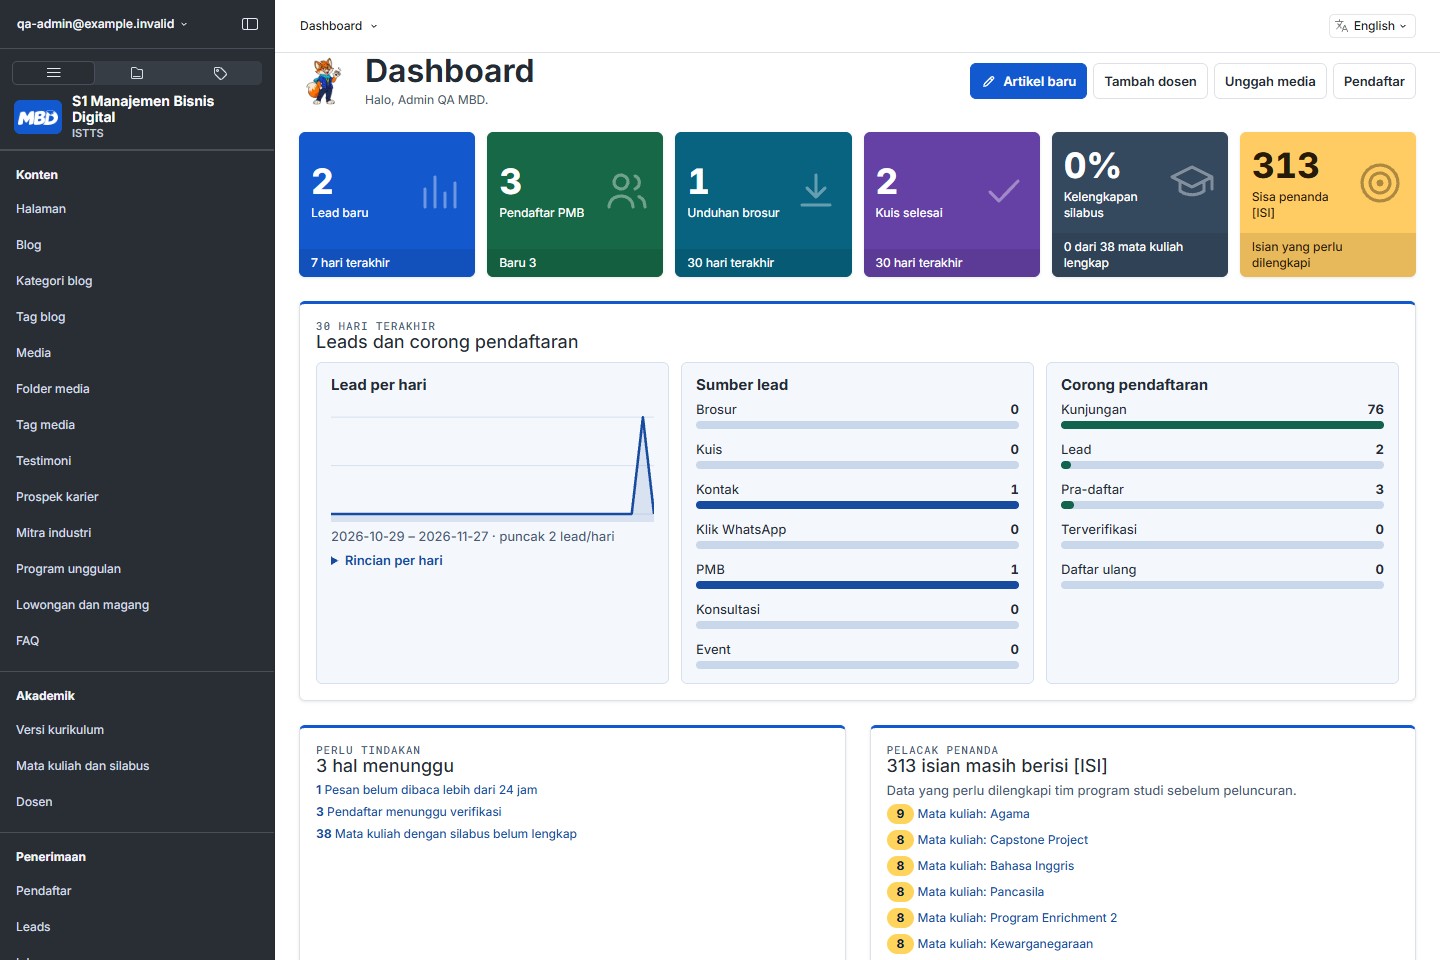 qa-admin@example.invalid
Dashboard
English
MBD
S1 Manajemen Bisnis
Digital
ISTTS
Konten
Halaman
Blog
Kategori blog
Tag blog
Media
Folder media
Tag media
Testimoni
Prospek karier
Mitra industri
Program unggulan
Lowongan dan magang
FAQ
Akademik
Versi kurikulum
Mata kuliah dan silabus
Dosen
Penerimaan
Pendaftar
Leads
Dashboard
Halo, Admin QA MBD.
Artikel baru
Tambah dosen
Unggah media
Pendaftar
2
Lead baru
7 hari terakhir
3
Pendaftar PMB
Baru 3
1
Unduhan brosur
30 hari terakhir
2
Kuis selesai
30 hari terakhir
0%
Kelengkapan
silabus
0 dari 38 mata kuliah
lengkap
313
Sisa penanda
[ISI]
Isian yang perlu
dilengkapi
30 HARI TERAKHIR
Leads dan corong pendaftaran
Lead per hari
2026-10-29 – 2026-11-27 · puncak 2 lead/hari
Rincian per hari
Sumber lead
Brosur 0
Kuis 0
Kontak 1
Klik WhatsApp 0
PMB 1
Konsultasi 0
Event 0
Corong pendaftaran
Kunjungan 76
Lead 2
Pra-daftar 3
Terverifikasi 0
Daftar ulang 0
PERLU TINDAKAN
3 hal menunggu
1 Pesan belum dibaca lebih dari 24 jam
3 Pendaftar menunggu verifikasi
38 Mata kuliah dengan silabus belum lengkap
PELACAK PENANDA
313 isian masih berisi [ISI]
Data yang perlu dilengkapi tim program studi sebelum peluncuran.
9 Mata kuliah: Agama
8 Mata kuliah: Capstone Project
8 Mata kuliah: Bahasa Inggris
8 Mata kuliah: Pancasila
8 Mata kuliah: Program Enrichment 2
8 Mata kuliah: Kewarganegaraan